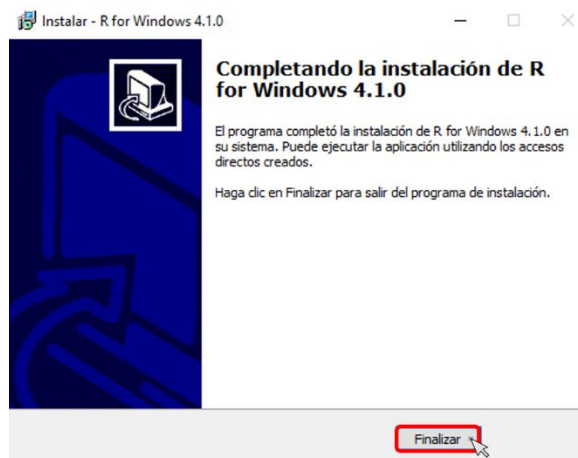 Instalar - R for Windows 4.1.0
Completando la instalación de R
for Windows 4.1.0
El programa completó la instalación de R for Windows 4.1.0 en
su sistema. Puede ejecutar la aplicación utilizando los accesos
directos creados.
Haga clic en Finalizar para salir del programa de instalación.
Finalizar